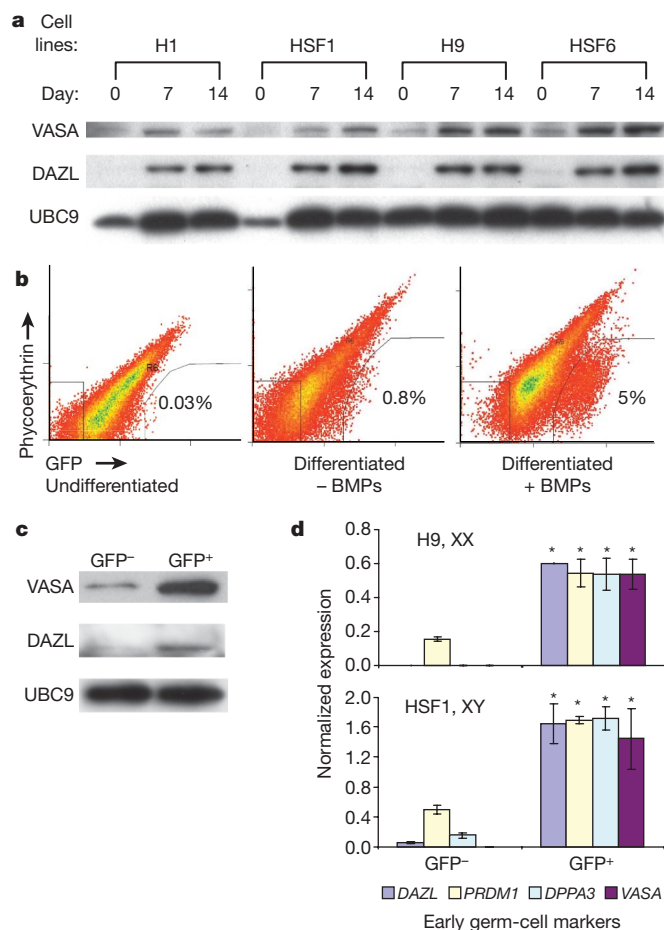 a Cell lines: H1 HSF1 H9 HSF6
Day: 0 7 14 0 7 14 0 7 14 0 7 14
VASA
DAZL
UBC9
b
Phycoerythrin
R6
0.03%
0.8%
5%
GFP
Undifferentiated
Differentiated
– BMPs
Differentiated
+ BMPs
c
GFP– GFP+
VASA
DAZL
UBC9
d
Normalized expression
0.8
0.6
0.4
0.2
0
H9, XX
* * * *
2.0
1.6
1.2
0.8
0.4
0.0
HSF1, XY
* * * *
GFP– GFP+
DAZL PRDM1 DPPA3 VASA
Early germ-cell markers